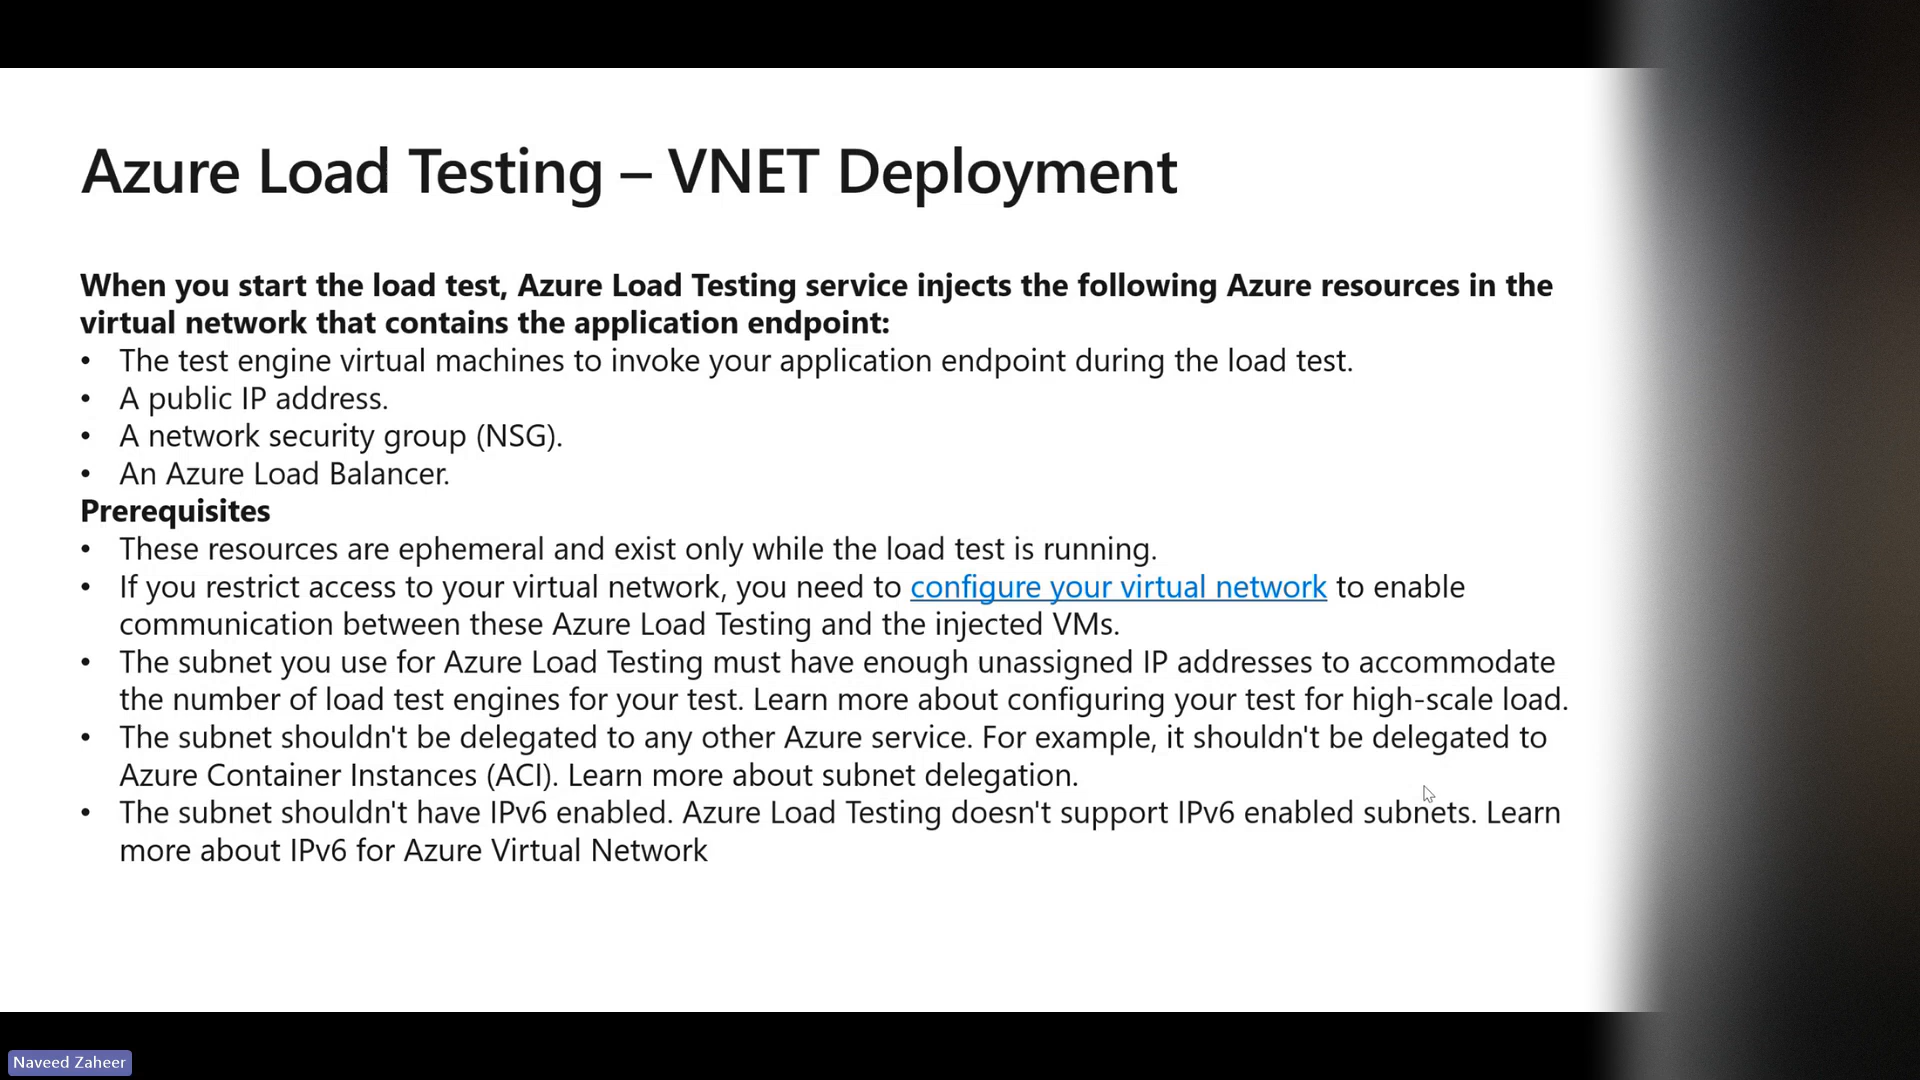 Azure Load Testing – VNET Deployment
When you start the load test, Azure Load Testing service injects the following Azure resources in the
virtual network that contains the application endpoint:
• The test engine virtual machines to invoke your application endpoint during the load test.
• A public IP address.
• A network security group (NSG).
• An Azure Load Balancer.
Prerequisites
• These resources are ephemeral and exist only while the load test is running.
• If you restrict access to your virtual network, you need to configure your virtual network to enable
communication between these Azure Load Testing and the injected VMs.
• The subnet you use for Azure Load Testing must have enough unassigned IP addresses to accommodate
the number of load test engines for your test. Learn more about configuring your test for high-scale load.
• The subnet shouldn't be delegated to any other Azure service. For example, it shouldn't be delegated to
Azure Container Instances (ACI). Learn more about subnet delegation.
• The subnet shouldn't have IPv6 enabled. Azure Load Testing doesn't support IPv6 enabled subnets. Learn
more about IPv6 for Azure Virtual Network
Naveed Zaheer